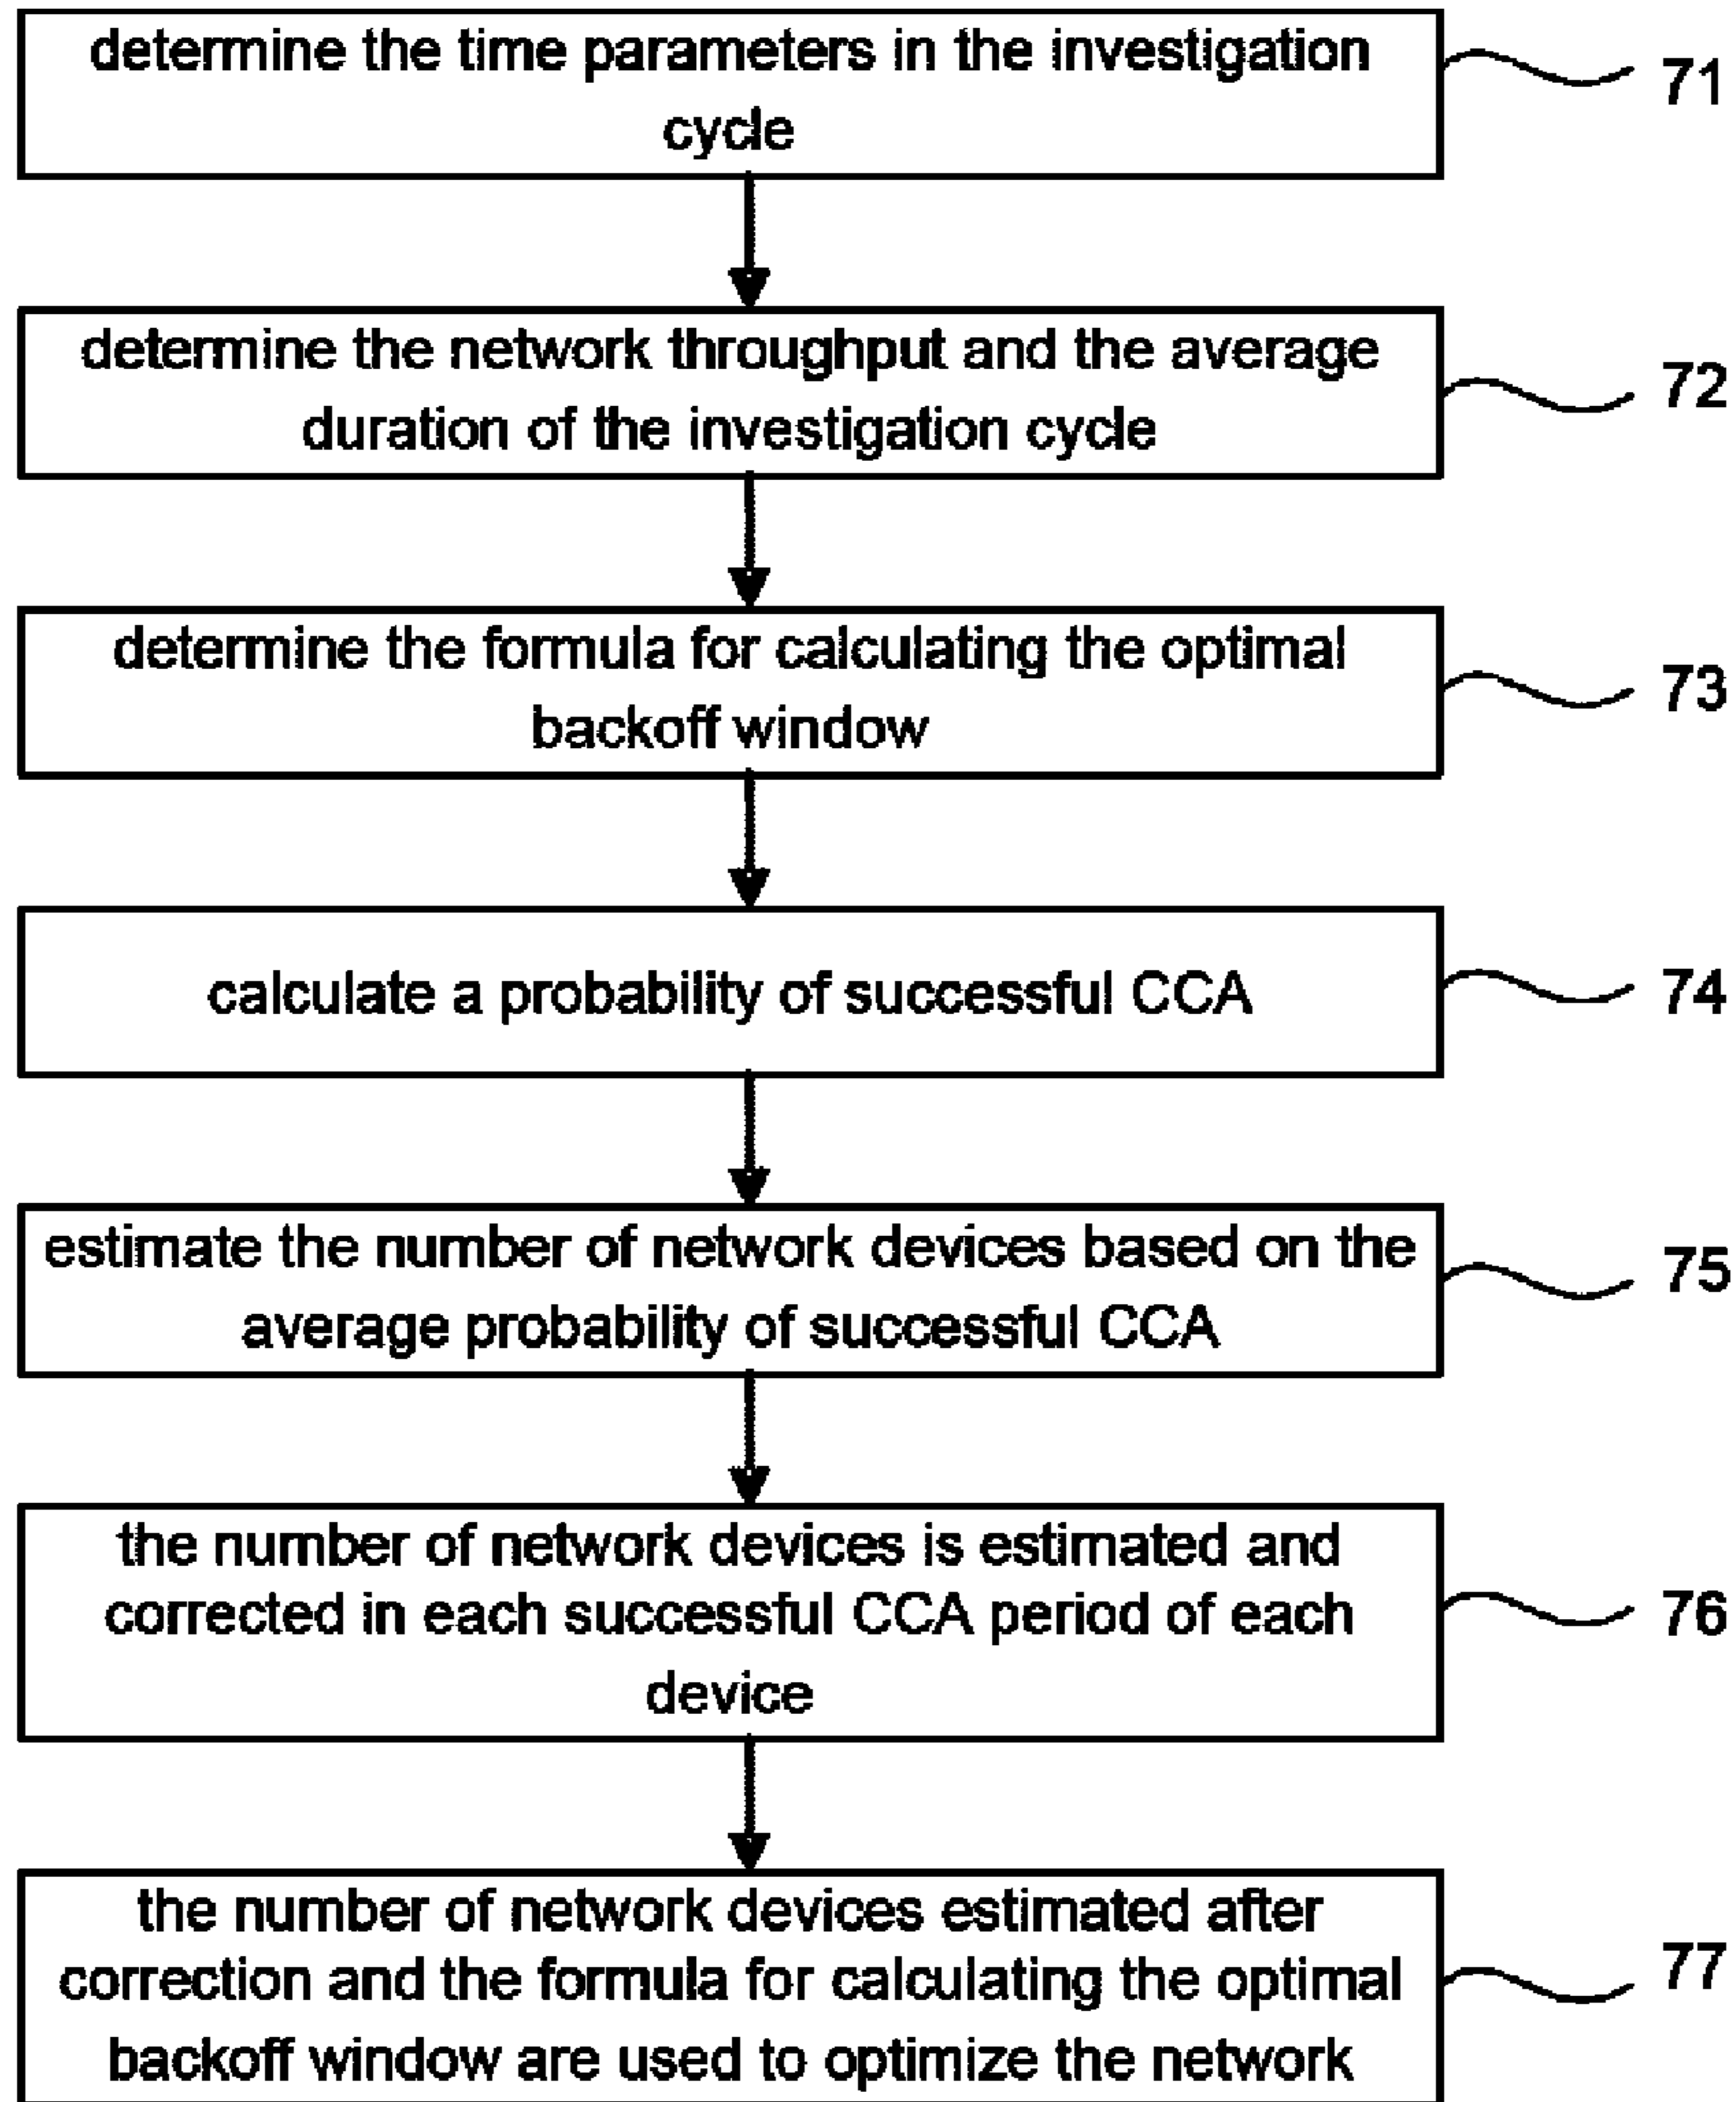 determine the time parameters in the investigation
cycle
71
determine the network throughput and the average
duration of the investigation cycle
72
determine the formula for calculating the optimal
backoff window
73
calculate a probability of successful CCA
74
estimate the number of network devices based on the
average probability of successful CCA
75
the number of network devices is estimated and
corrected in each successful CCA period of each
device
76
the number of network devices estimated after
correction and the formula for calculating the optimal
backoff window are used to optimize the network
77